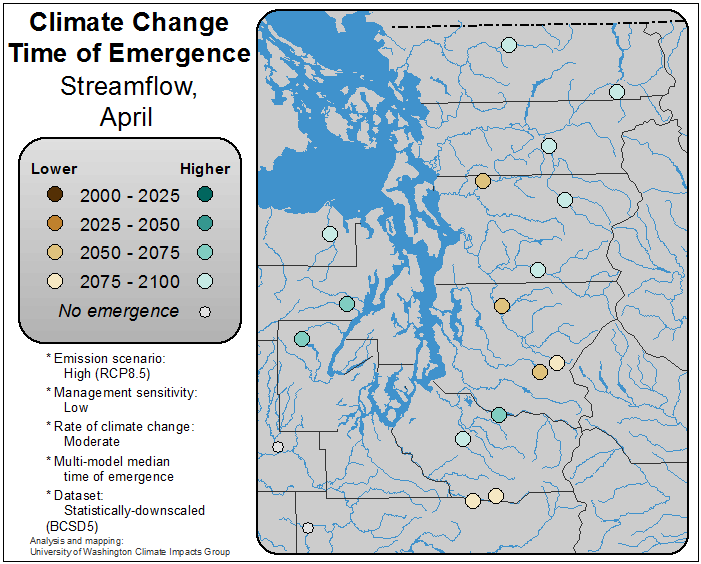 Climate Change
Time of Emergence
Streamflow,
April
Lower Higher
2000 - 2025
2025 - 2050
2050 - 2075
2075 - 2100
No emergence
* Emission scenario:
High (RCP8.5)
* Management sensitivity:
Low
* Rate of climate change:
Moderate
* Multi-model median
time of emergence
* Dataset:
Statistically-downscaled
(BCSD5)
Analysis and mapping:
University of Washington Climate Impacts Group